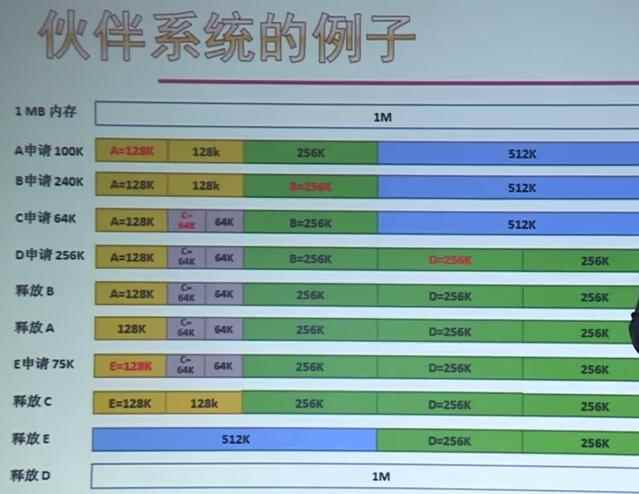 伙伴系统的例子
1 MB 内存 1M
A申请 100K A=128K 128k 256K 512K
B申请 240K A=128K 128k B=256K 512K
C申请 64K A=128K C=64K 64K B=256K 512K
D申请 256K A=128K C=64K 64K B=256K D=256K 256K
释放 B A=128K C=64K 64K 256K D=256K 256K
释放 A 128K C=64K 64K 256K D=256K 256K
E申请 75K E=128K C=64K 64K 256K D=256K 256K
释放 C E=128K 128k 256K D=256K 256K
释放 E 512K D=256K 256K
释放 D 1M